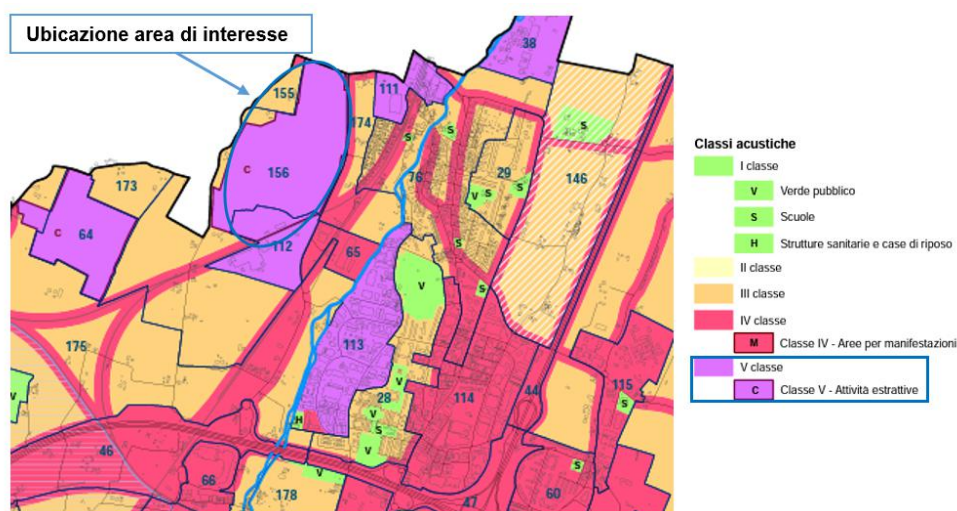 Ubicazione area di interesse
38
155
111
174
C
156
S
S
S
76
29
S
V
S
146
173
C
64
112
65
S
V
S
113
175
V
28
V
S
V
H
114
44
115
S
46
66
V
178
S
60
47
Classi acustiche
I classe
V Verde pubblico
S Scuole
H Strutture sanitarie e case di riposo
II classe
III classe
IV classe
M Classe IV - Aree per manifestazioni
V classe
C Classe V - Attività estrattive